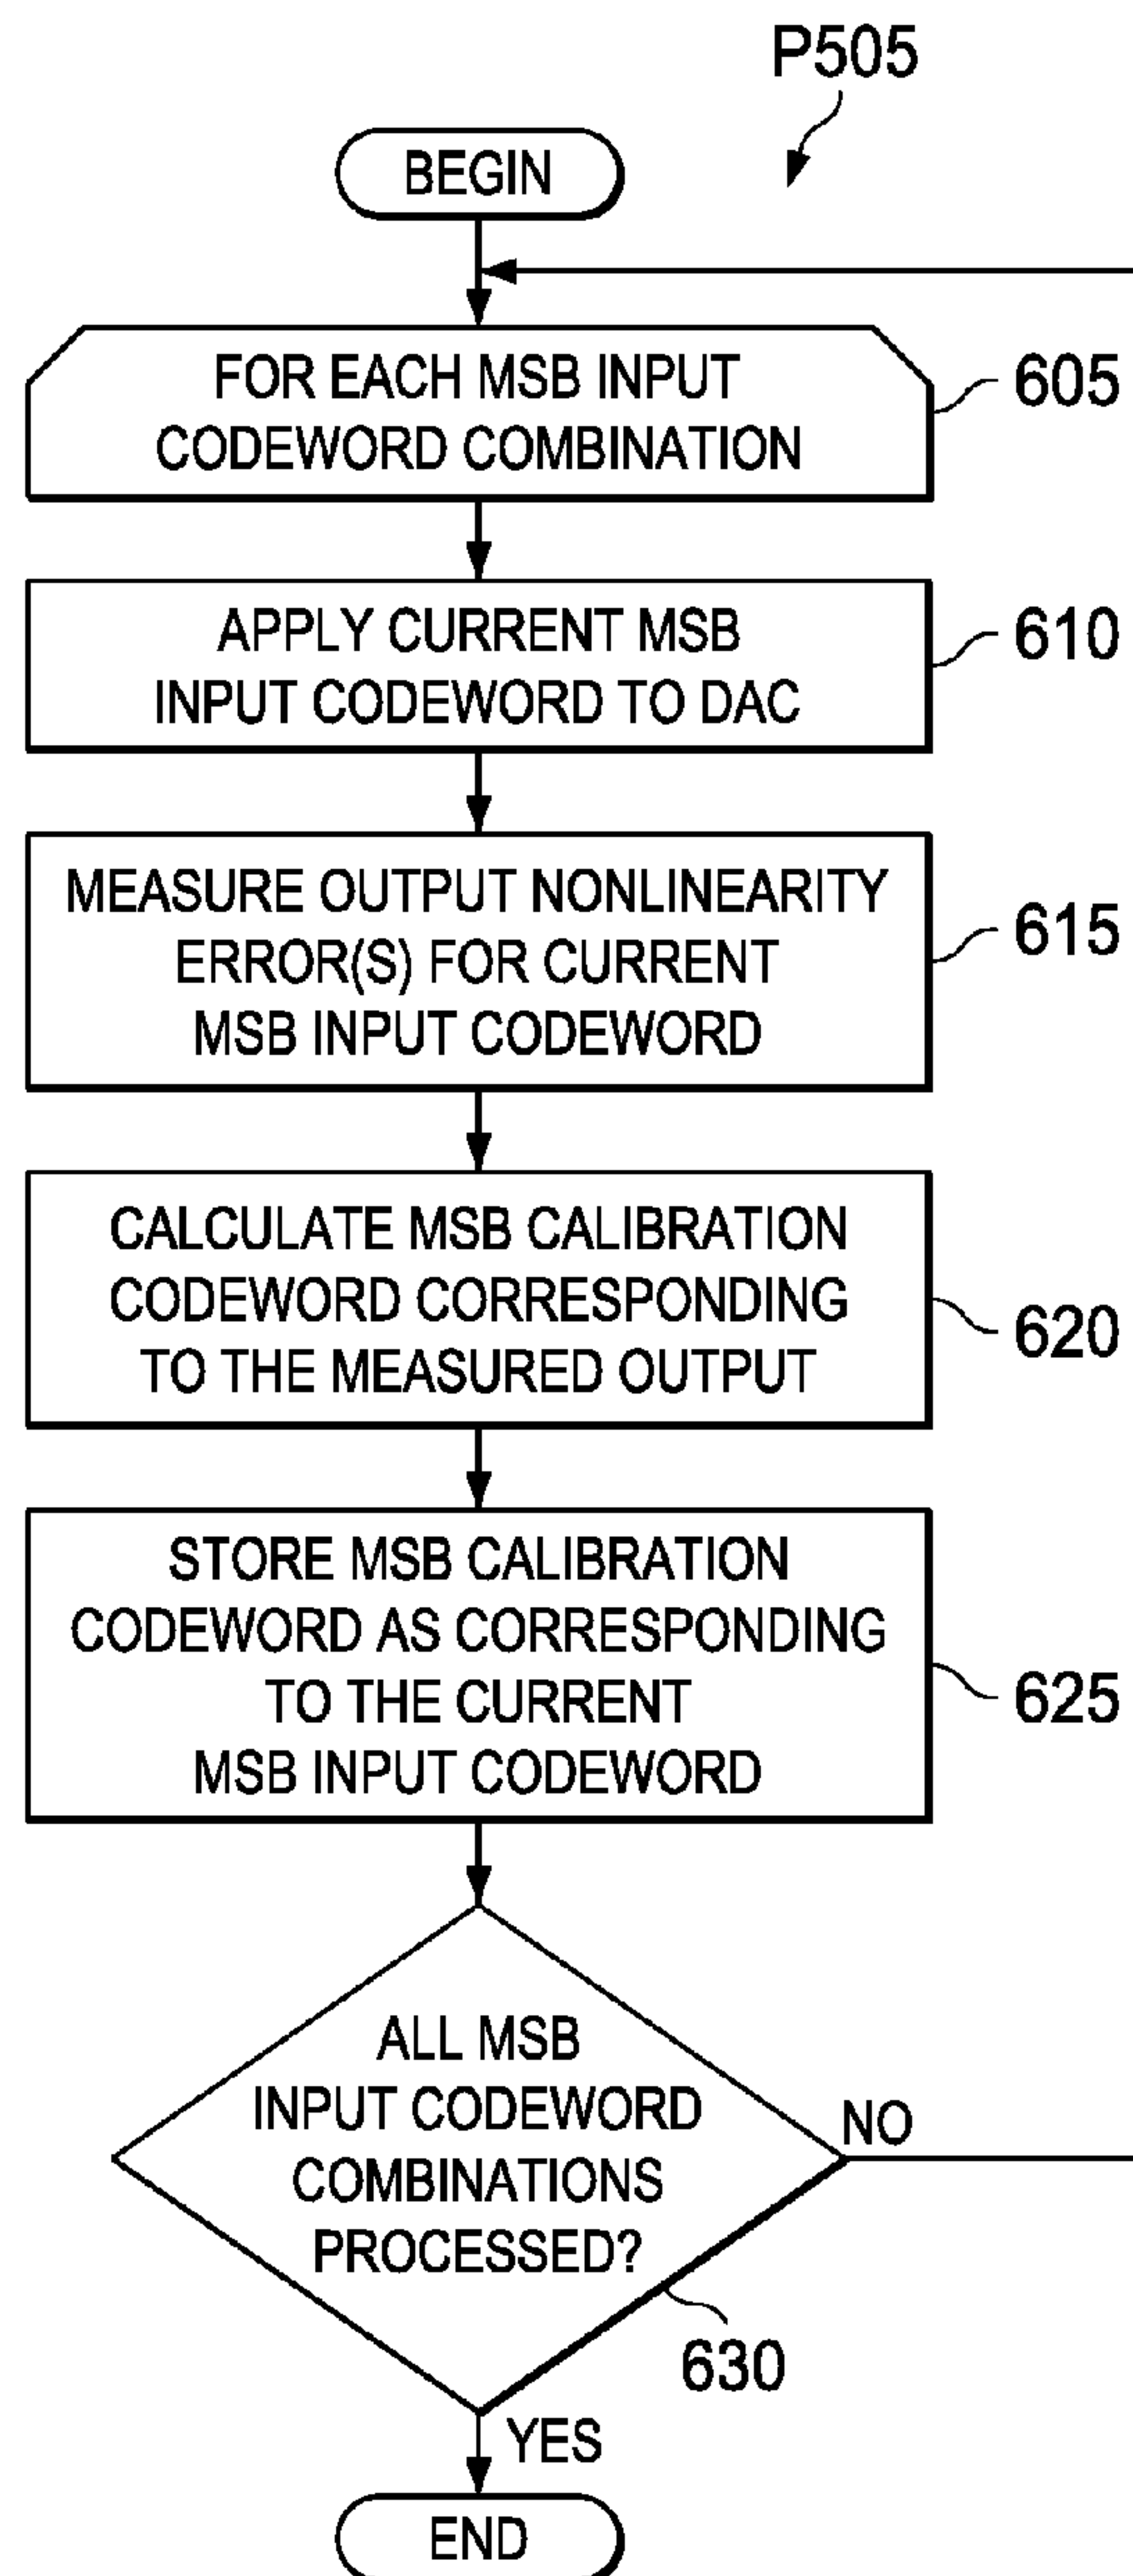 P505
BEGIN
FOR EACH MSB INPUT
CODEWORD COMBINATION
605
APPLY CURRENT MSB
INPUT CODEWORD TO DAC
610
MEASURE OUTPUT NONLINEARITY
ERROR(S) FOR CURRENT
MSB INPUT CODEWORD
615
CALCULATE MSB CALIBRATION
CODEWORD CORRESPONDING
TO THE MEASURED OUTPUT
620
STORE MSB CALIBRATION
CODEWORD AS CORRESPONDING
TO THE CURRENT
MSB INPUT CODEWORD
625
ALL MSB
INPUT CODEWORD
COMBINATIONS
PROCESSED?
NO
630
YES
END